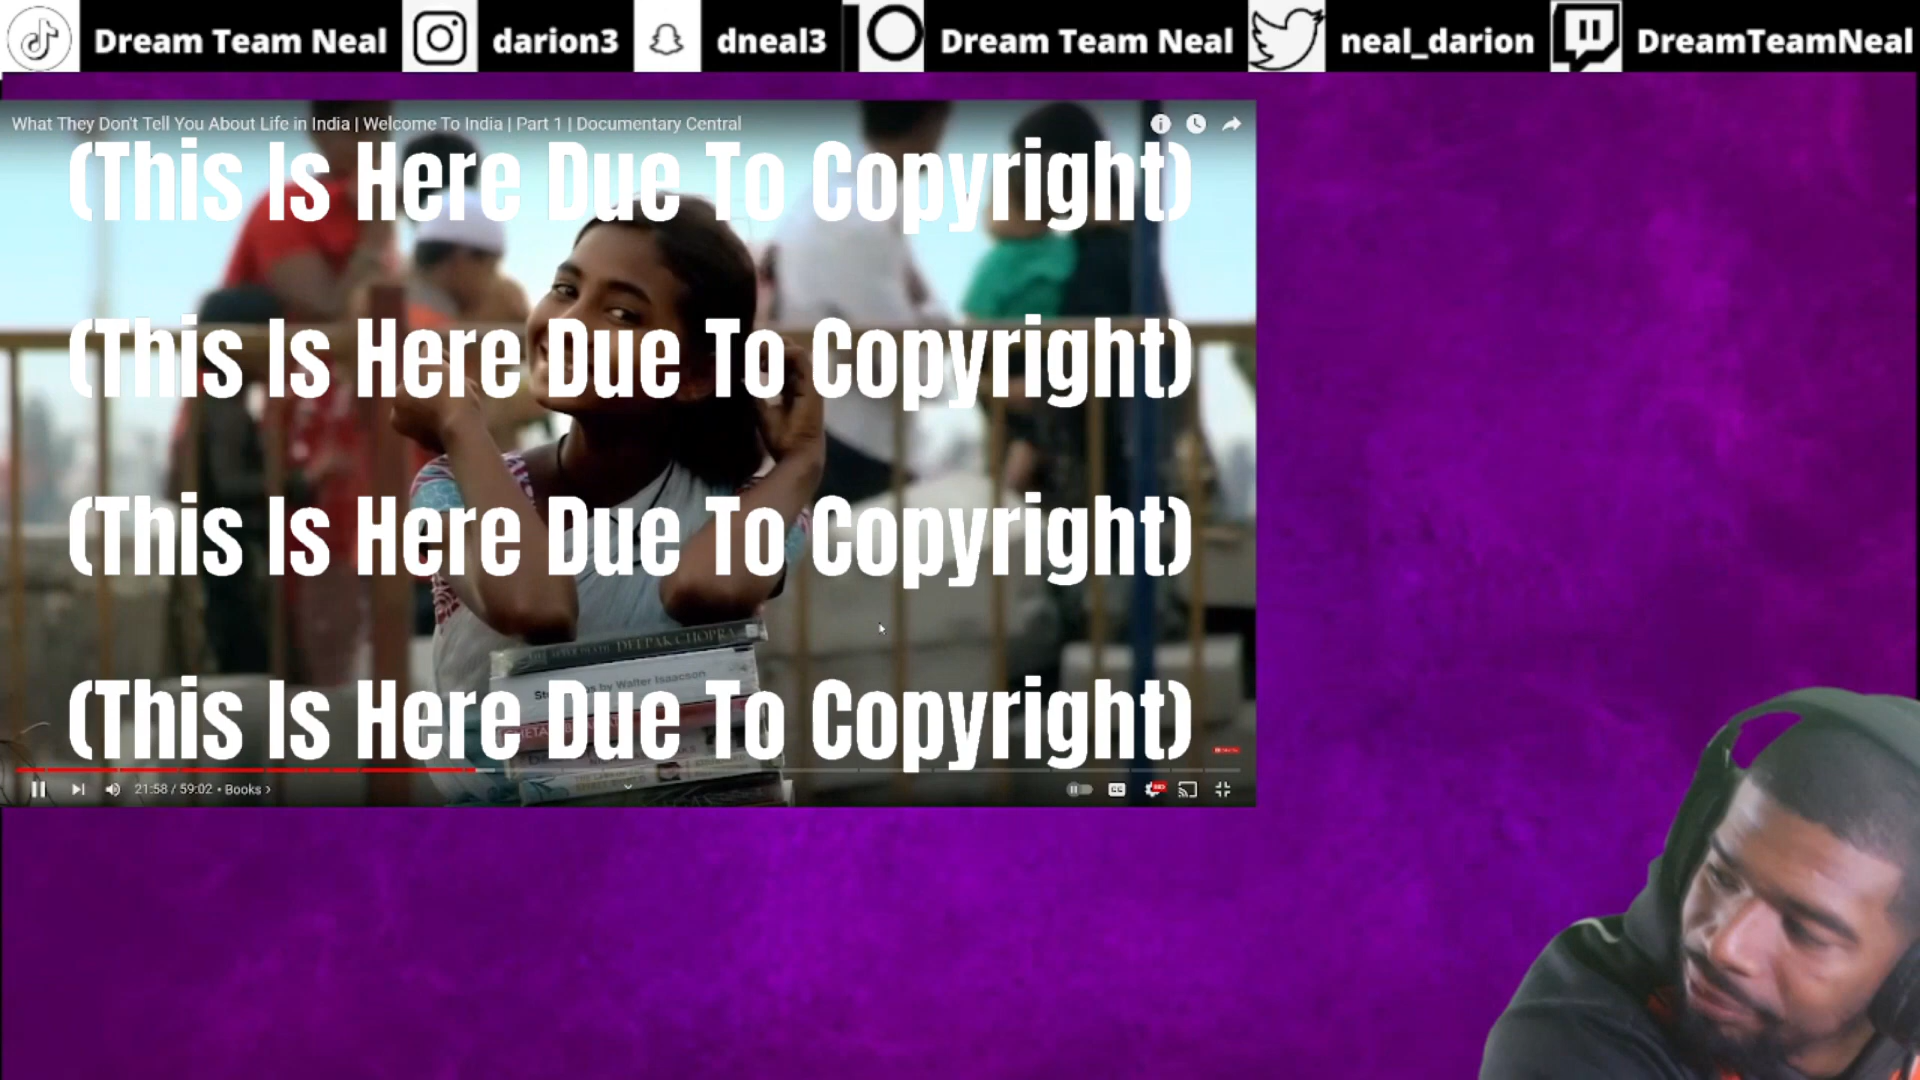 Dream Team Neal darion3 dneal3 Dream Team Neal neal_darion DreamTeamNeal
What They Don't Tell You About Life in India | Welcome To India | Part 1 | Documentary Central
(This Is Here Due To Copyright)
(This Is Here Due To Copyright)
(This Is Here Due To Copyright)
DEEPAK CHOPRA
by Walter Isaacson
(This Is Here Due To Copyright)
21:58 / 59:02 • Books ›
CC
HD